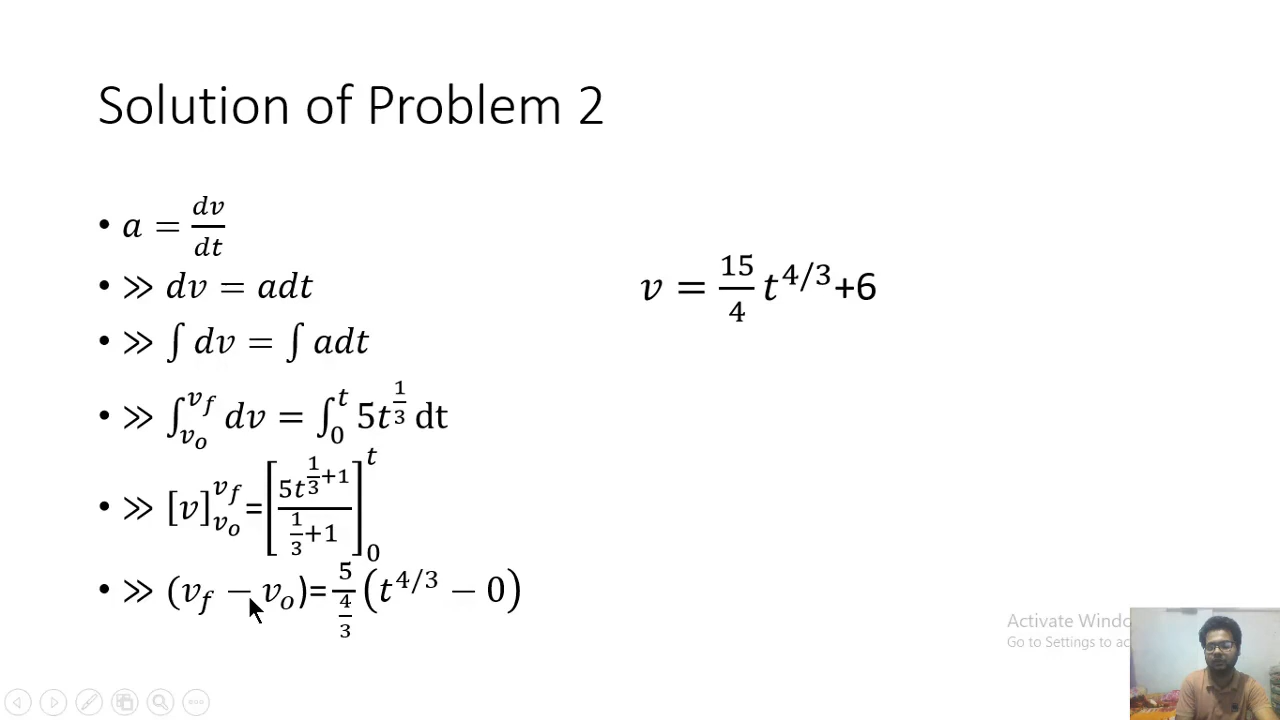 Solution of Problem 2
• a = dv/dt
• ≫ dv = adt
• ≫ ∫ dv = ∫ adt
• ≫ ∫_{v_o}^{v_f} dv = ∫_0^t 5t^{1/3} dt
• ≫ [v]_{v_o}^{v_f}=[5t^{1/3+1}/(1/3+1)]_0^t
• ≫ (v_f − v_o)=5/(4/3) (t^{4/3} − 0)
v = 15/4 t^{4/3}+6
Activate Windo
Go to Settings to ac